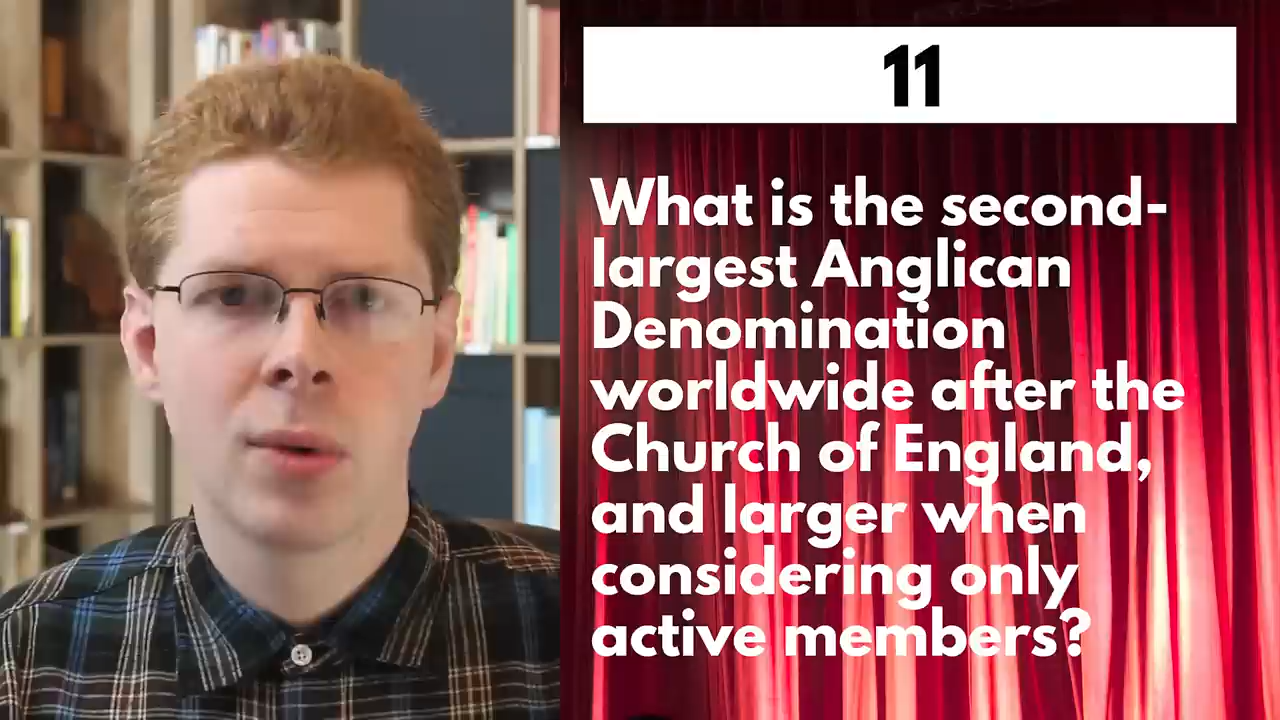 11
What is the second-
largest Anglican
Denomination
worldwide after the
Church of England,
and larger when
considering only
active members?